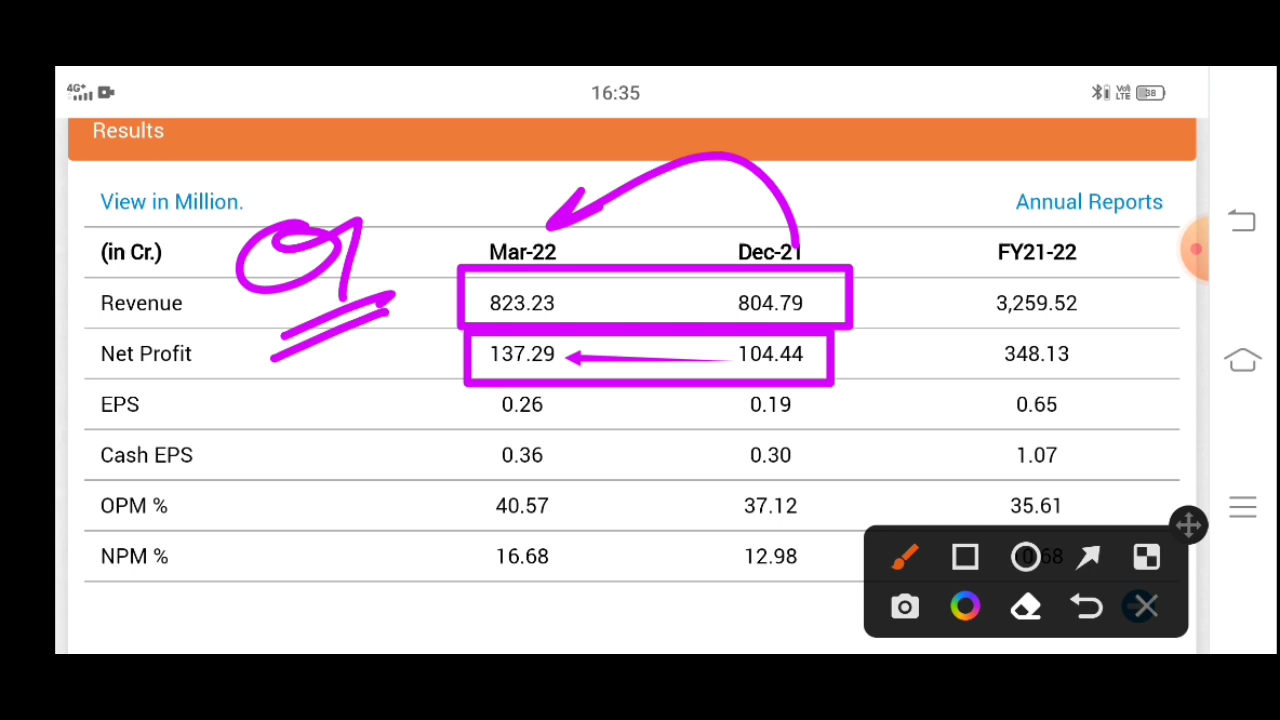 4G+ 16:35 Vo) LTE 38
Results
View in Million. Annual Reports
(in Cr.) Mar-22 Dec-21 FY21-22
Revenue 823.23 804.79 3,259.52
Net Profit 137.29 104.44 348.13
EPS 0.26 0.19 0.65
Cash EPS 0.36 0.30 1.07
OPM % 40.57 37.12 35.61
NPM % 16.68 12.98